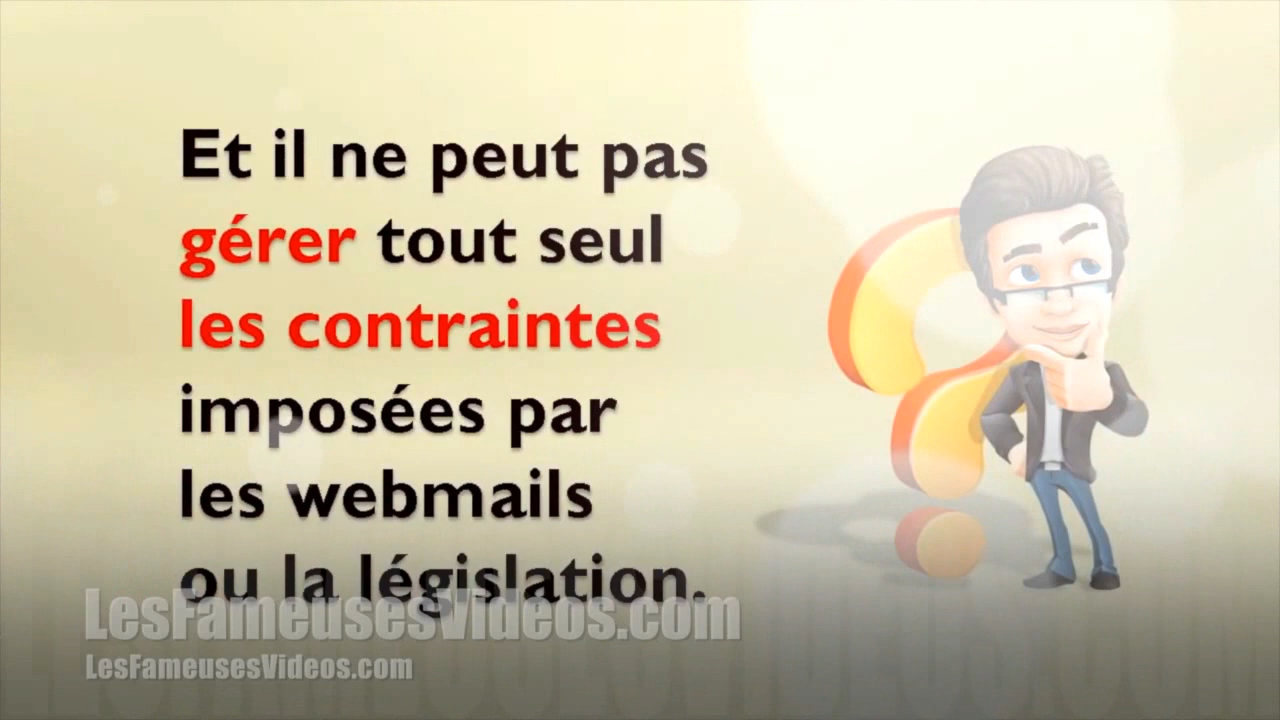 Et il ne peut pas
gérer tout seul
les contraintes
imposées par
les webmails
ou la législation.
LesFameusesVideos.com
LesFameusesVideos.com